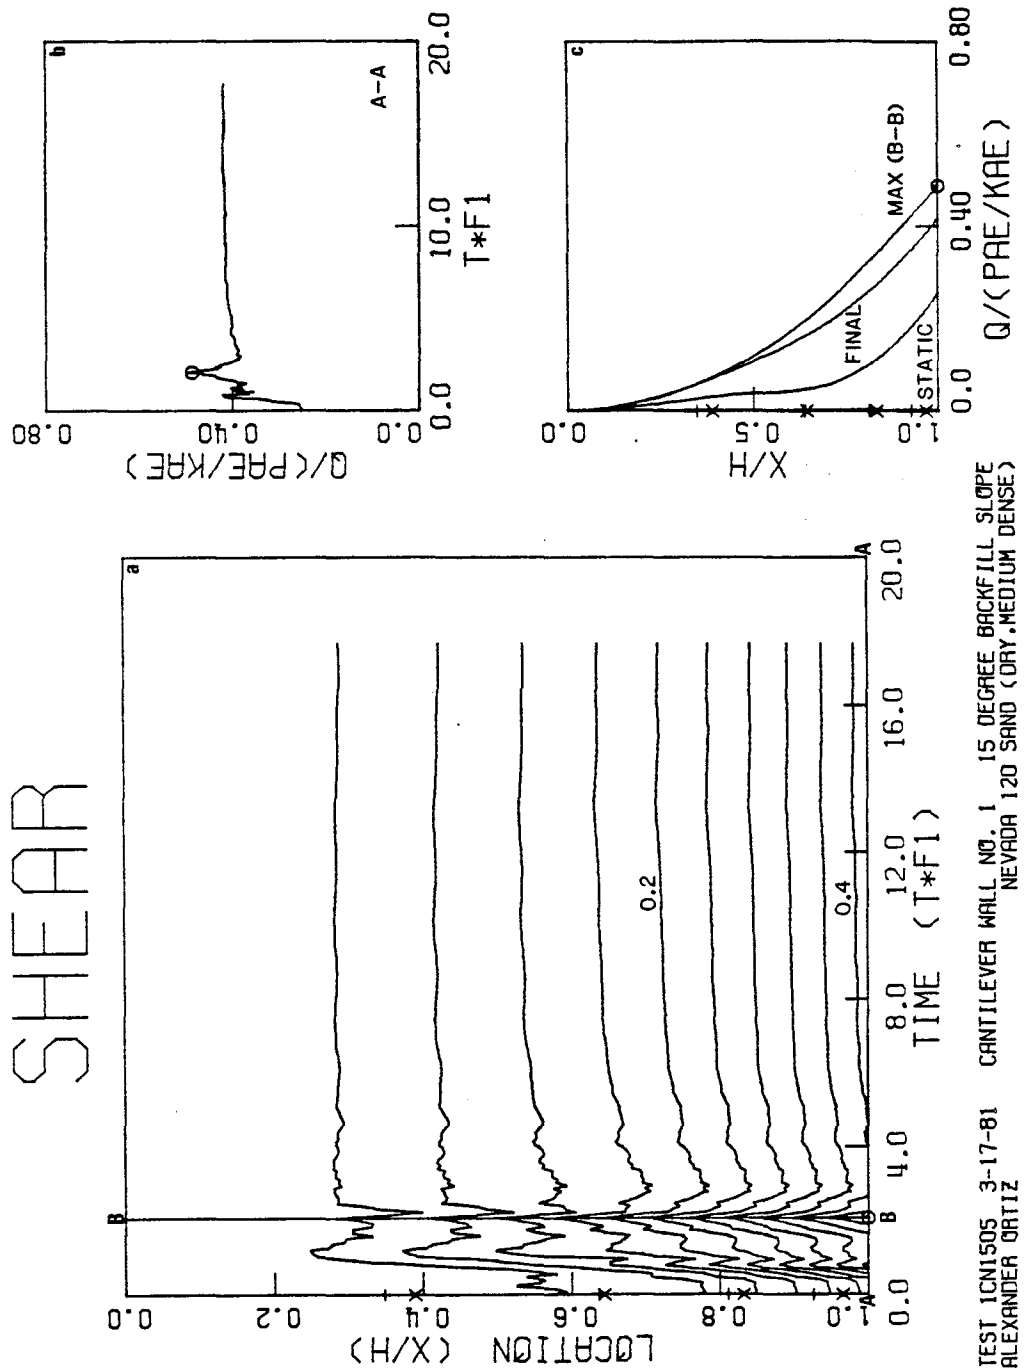 SHEAR
a
0.0
0.2
0.4
0.6
0.8
1.0
LOCATION (X/H)
B
B
A
A
0.2
0.4
0.0
4.0
8.0
12.0
16.0
20.0
TIME (T*F1)
b
0.80
0.40
0.0
Q/(PAE/KAE)
A-A
0.0
10.0
20.0
T*F1
c
0.0
0.5
1.0
X/H
MAX (B-B)
FINAL
STATIC
0.0
0.40
0.80
Q/(PAE/KAE)
TEST 1CN1505 3-17-81 CANTILEVER WALL NO. 1 15 DEGREE BACKFILL SLOPE
ALEXANDER ORTIZ NEVADA 120 SAND (DRY,MEDIUM DENSE)